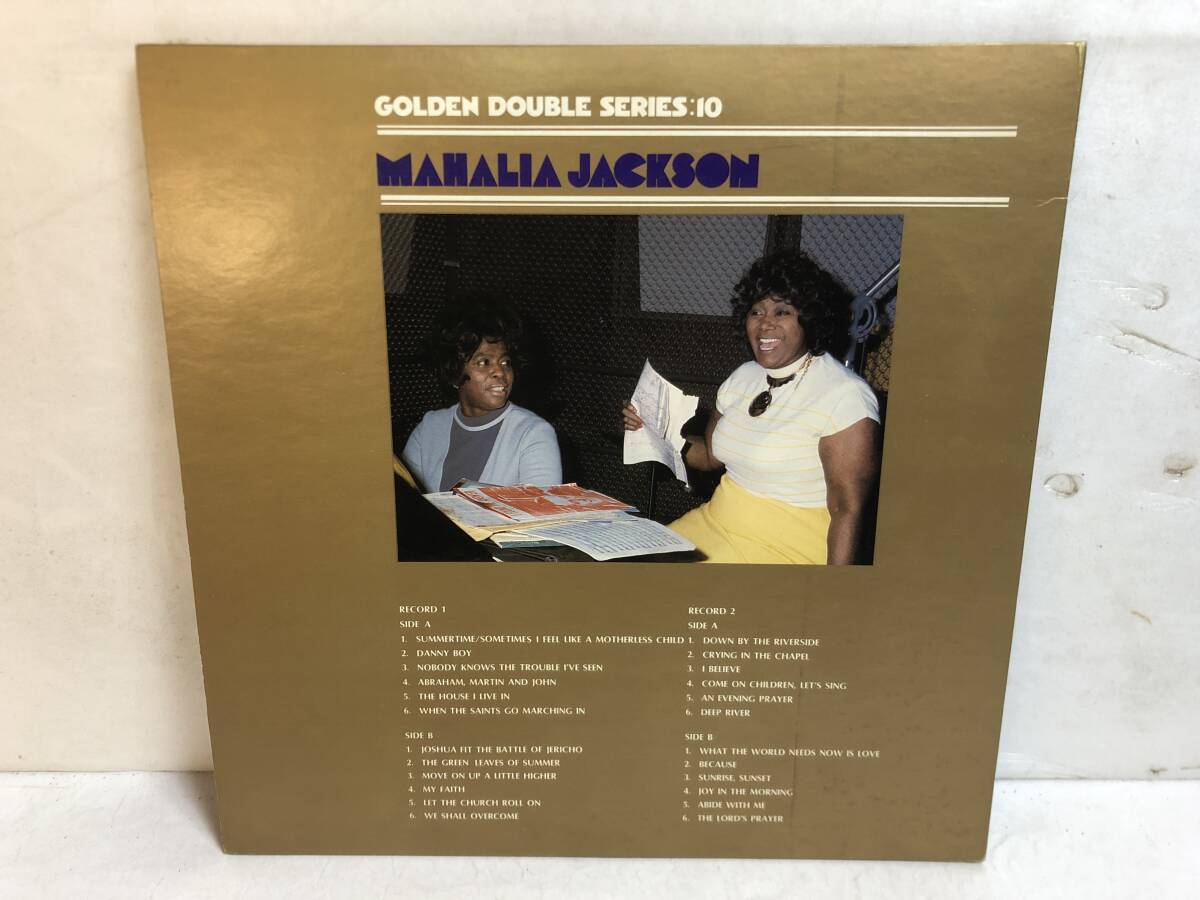 GOLDEN DOUBLE SERIES:10
MAHALIA JACKSON
RECORD 1
SIDE A
1. SUMMERTIME/SOMETIMES I FEEL LIKE A MOTHERLESS CHILD
2. DANNY BOY
3. NOBODY KNOWS THE TROUBLE I'VE SEEN
4. ABRAHAM, MARTIN AND JOHN
5. THE HOUSE I LIVE IN
6. WHEN THE SAINTS GO MARCHING IN
SIDE B
1. JOSHUA FIT THE BATTLE OF JERICHO
2. THE GREEN LEAVES OF SUMMER
3. MOVE ON UP A LITTLE HIGHER
4. MY FAITH
5. LET THE CHURCH ROLL ON
6. WE SHALL OVERCOME
RECORD 2
SIDE A
1. DOWN BY THE RIVERSIDE
2. CRYING IN THE CHAPEL
3. I BELIEVE
4. COME ON CHILDREN, LET'S SING
5. AN EVENING PRAYER
6. DEEP RIVER
SIDE B
1. WHAT THE WORLD NEEDS NOW IS LOVE
2. BECAUSE
3. SUNRISE, SUNSET
4. JOY IN THE MORNING
5. ABIDE WITH ME
6. THE LORD'S PRAYER